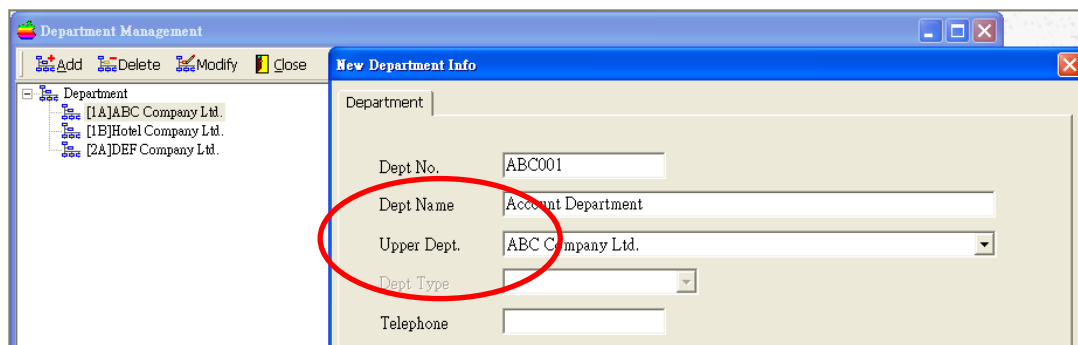 Department Management
Add Delete Modify Close
Department
[1A]ABC Company Ltd.
[1B]Hotel Company Ltd.
[2A]DEF Company Ltd.
New Department Info
Department
Dept No. ABC001
Dept Name Account Department
Upper Dept. ABC Company Ltd.
Dept Type
Telephone